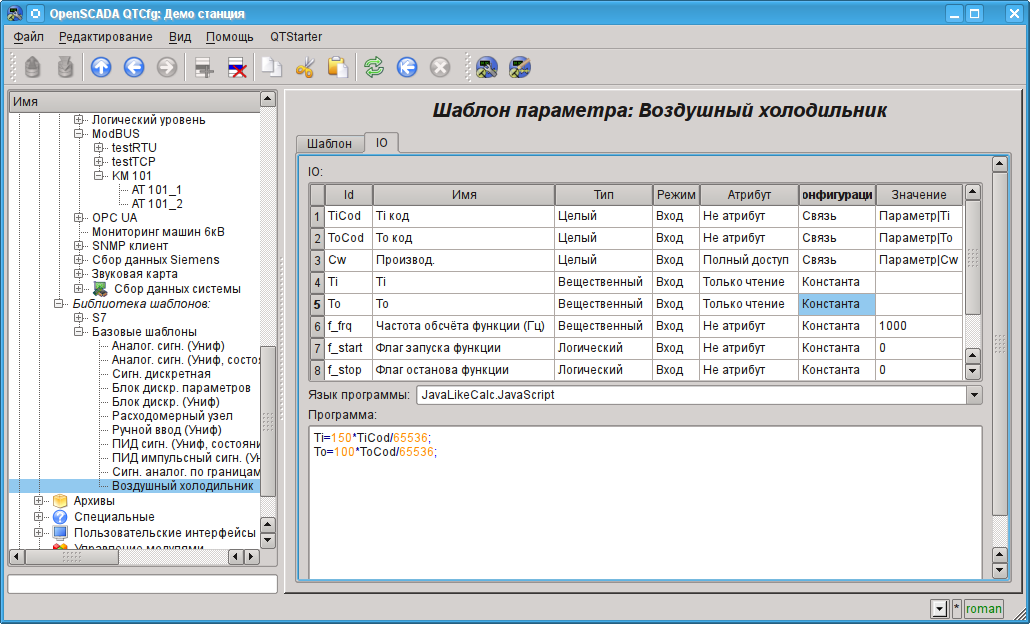 OpenSCADA QTCfg: Демо станция
Файл Редактирование Вид Помощь QTStarter
Имя
Логический уровень
ModBUS
testRTU
testTCP
КМ 101
AT 101_1
AT 101_2
OPC UA
Мониторинг машин 6кВ
SNMP клиент
Сбор данных Siemens
Звуковая карта
Сбор данных системы
Библиотека шаблонов:
S7
Базовые шаблоны
Аналог. сигн. (Униф)
Аналог. сигн. (Униф, состоя
Сигн. дискретная
Блок дискр. параметров
Блок дискр. (Униф)
Расходомерный узел
Ручной ввод (Униф)
ПИД сигн. (Униф, состояни
ПИД импульсный сигн. (Ун
Сигн. аналог. по границам
Воздушный холодильник
Архивы
Специальные
Пользовательские интерфейсы
Управление модулями
Шаблон параметра: Воздушный холодильник
Шаблон IO
IO:
Id Имя Тип Режим Атрибут онфигураци Значение
1 TiCod Ti код Целый Вход Не атрибут Связь Параметр|Ti
2 ToCod To код Целый Вход Не атрибут Связь Параметр|To
3 Cw Производ. Целый Вход Полный доступ Связь Параметр|Cw
4 Ti Ti Вещественный Вход Только чтение Константа
5 To To Вещественный Вход Только чтение Константа
6 f_frq Частота обсчёта функции (Гц) Вещественный Вход Не атрибут Константа 1000
7 f_start Флаг запуска функции Логический Вход Не атрибут Константа 0
8 f_stop Флаг останова функции Логический Вход Не атрибут Константа 0
Язык программы: JavaLikeCalc.JavaScript
Программа:
Ti=150*TiCod/65536;
To=100*ToCod/65536;
* roman